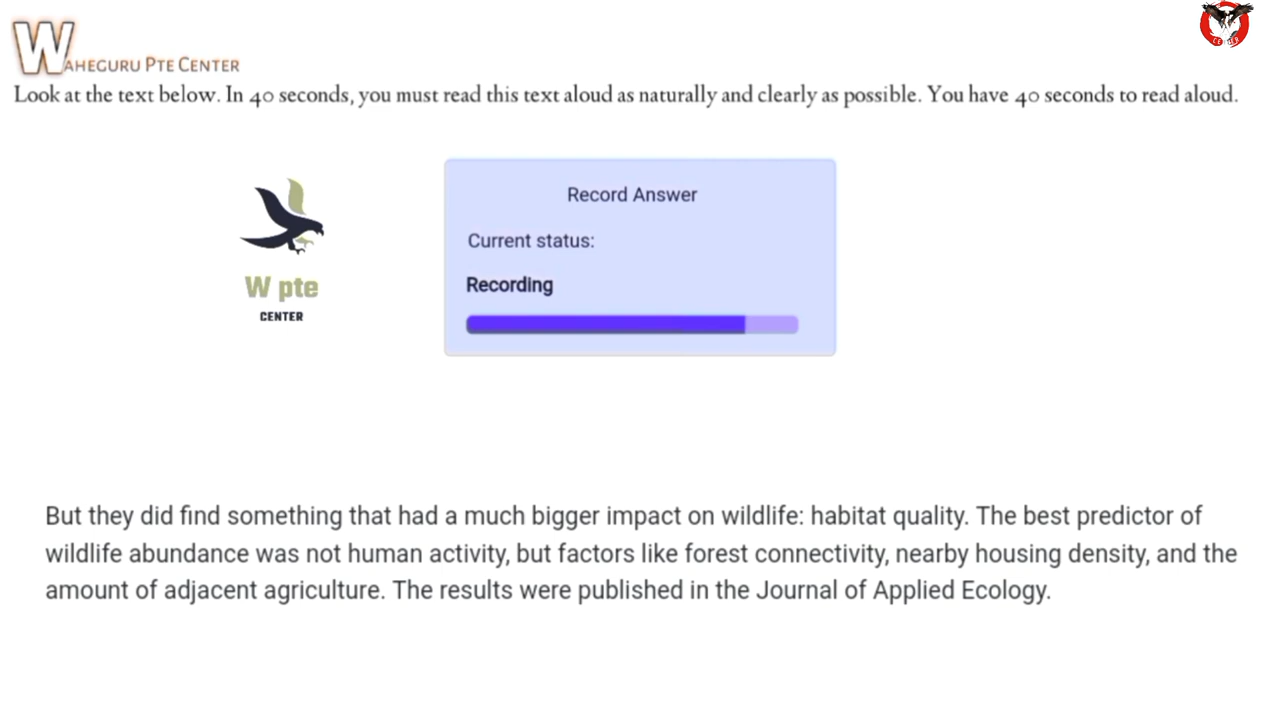 WAHEGURU PTE CENTER
Look at the text below. In 40 seconds, you must read this text aloud as naturally and clearly as possible. You have 40 seconds to read aloud.
Record Answer
Current status:
Recording
W pte
CENTER
But they did find something that had a much bigger impact on wildlife: habitat quality. The best predictor of
wildlife abundance was not human activity, but factors like forest connectivity, nearby housing density, and the
amount of adjacent agriculture. The results were published in the Journal of Applied Ecology.